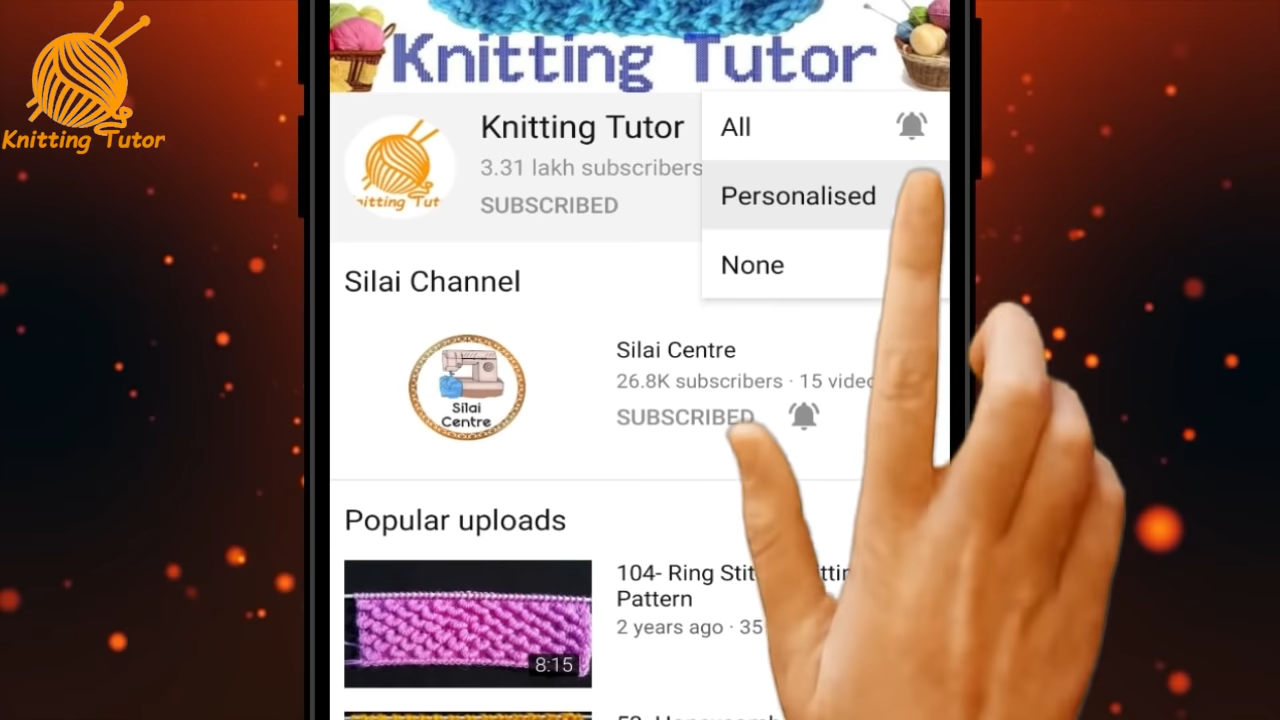 Knitting Tutor
Knitting Tutor
Knitting Tutor
3.31 lakh subscribers
SUBSCRIBED
All
Personalised
None
Silai Channel
Silai
Centre
Silai Centre
26.8K subscribers · 15
SUBSCRIBED
Popular uploads
8:15
104- Ring
Pattern
2 years ago · 35